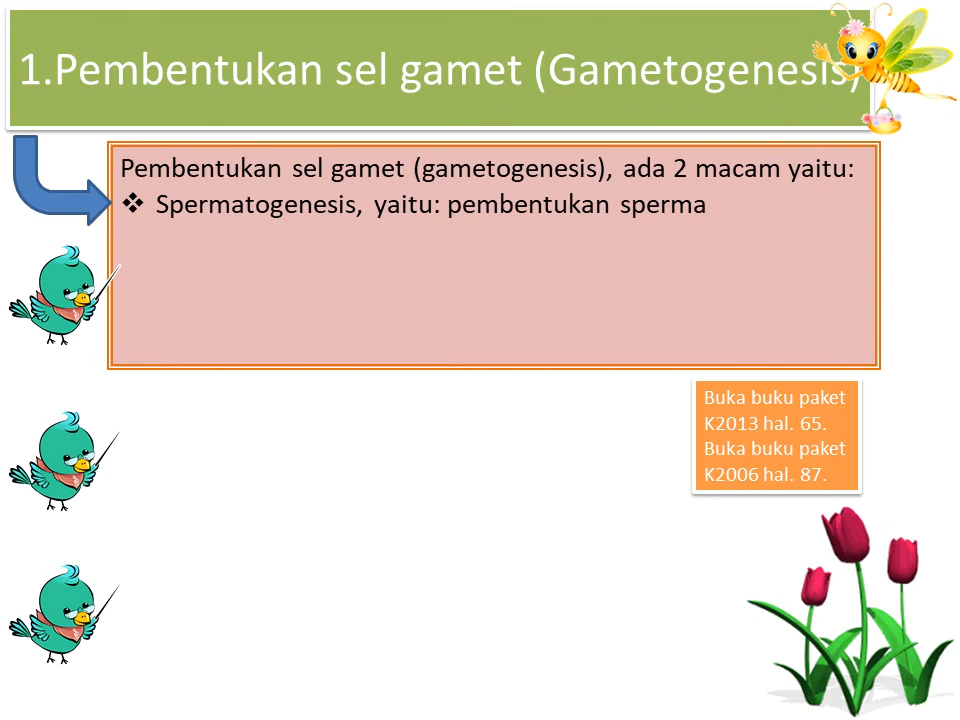 1.Pembentukan sel gamet (Gametogenesis)
Pembentukan sel gamet (gametogenesis), ada 2 macam yaitu:
❖ Spermatogenesis, yaitu: pembentukan sperma
Buka buku paket
K2013 hal. 65.
Buka buku paket
K2006 hal. 87.